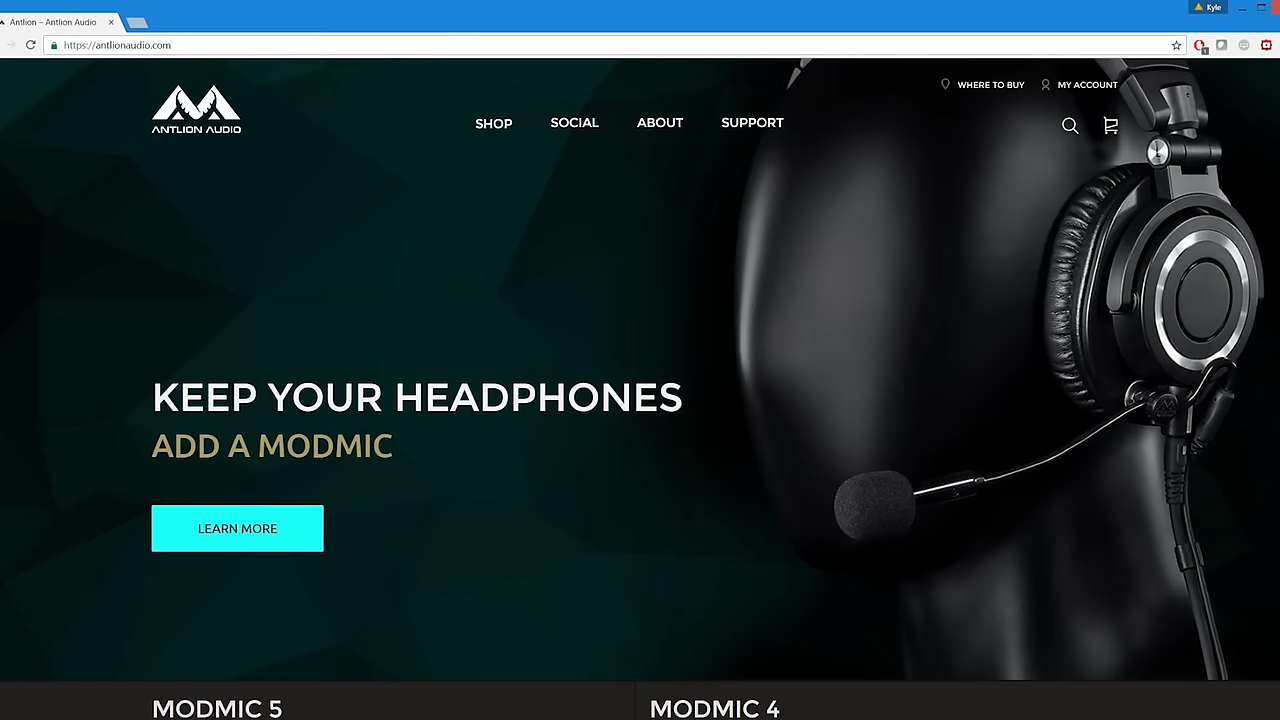 Kyle
Antlion – Antlion Audio
https://antlionaudio.com
WHERE TO BUY
MY ACCOUNT
ANTLION AUDIO
SHOP
SOCIAL
ABOUT
SUPPORT
KEEP YOUR HEADPHONES
ADD A MODMIC
LEARN MORE
MODMIC 5
MODMIC 4